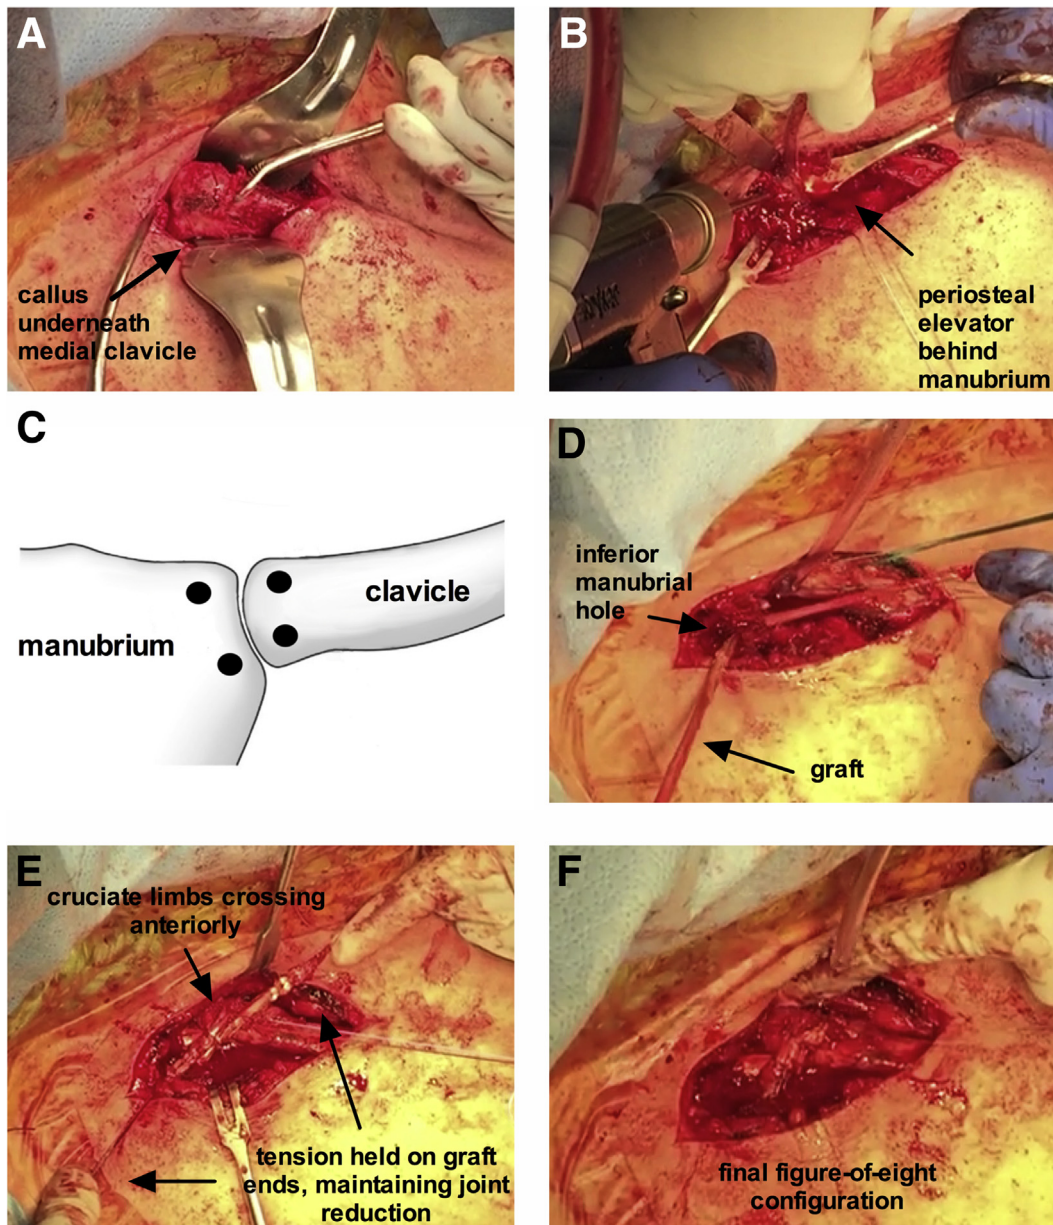 A
callus
underneath
medial clavicle
B
periosteal
elevator
behind
manubrium
C
manubrium
clavicle
D
inferior
manubrial
hole
graft
E
cruciate limbs crossing
anteriorly
tension held on graft
ends, maintaining joint
reduction
F
final figure-of-eight
configuration